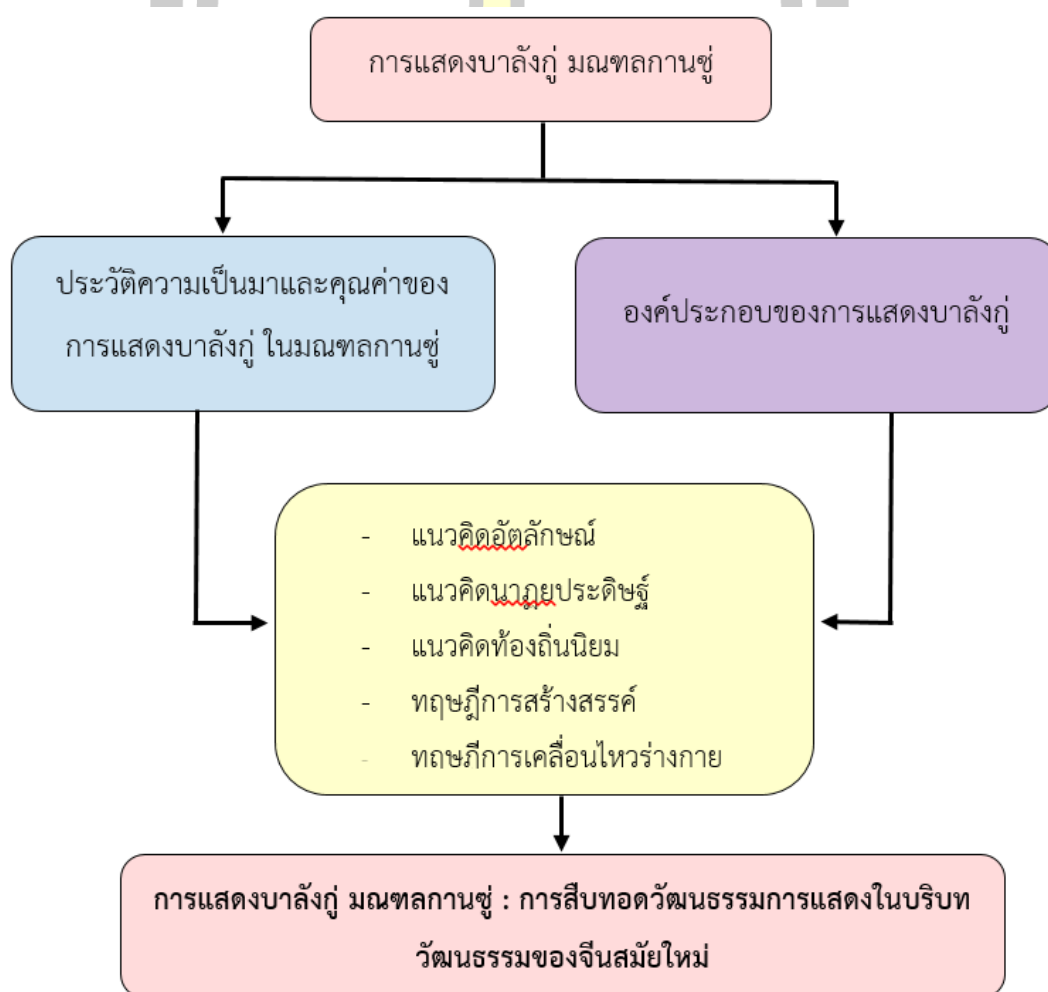 การแสดงบาลังกู่ มณฑลกานซู่
ประวัติความเป็นมาและคุณค่าของ
การแสดงบาลังกู่ ในมณฑลกานซู่
องค์ประกอบของการแสดงบาลังกู่
- แนวคิดอัตลักษณ์
- แนวคิดนาฏยประดิษฐ์
- แนวคิดท้องถิ่นนิยม
- ทฤษฎีการสร้างสรรค์
- ทฤษภีการเคลื่อนไหวร่างกาย
การแสดงบาลังกู่ มณฑลกานซู่ : การสืบทอดวัฒนธรรมการแสดงในบริบท
วัฒนธรรมของจีนสมัยใหม่